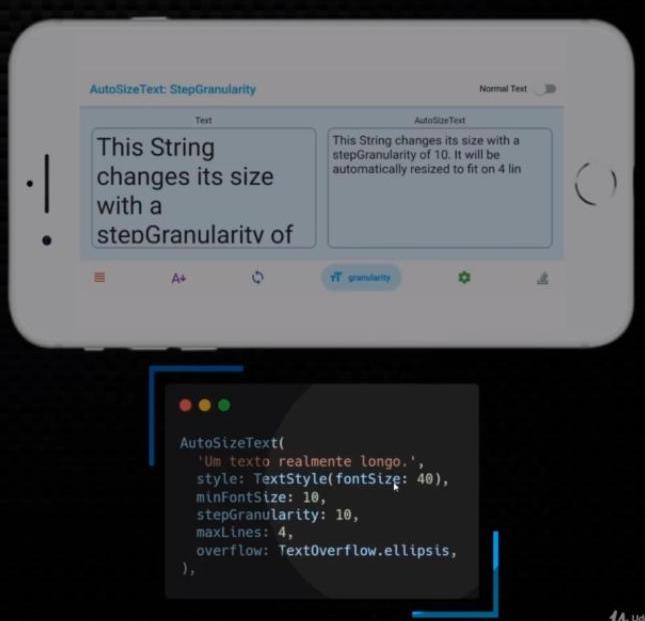 AutoSizeText: StepGranularity
Normal Text
Text
AutoSizeText
This String
changes its size
with a
stepGranularity of
This String changes its size with a
stepGranularity of 10. It will be
automatically resized to fit on 4 lin
granularity
AutoSizeText(
'Um texto realmente longo.',
style: TextStyle(fontSize: 40),
minFontSize: 10,
stepGranularity: 10,
maxLines: 4,
overflow: TextOverflow.ellipsis,
),